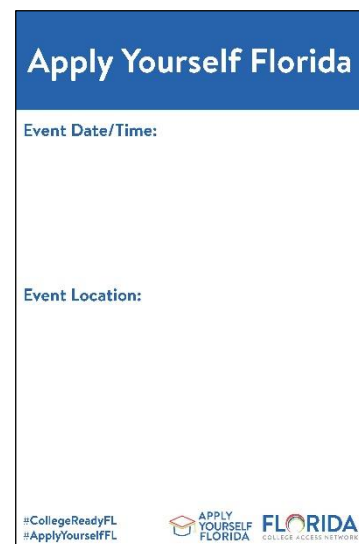 Apply Yourself Florida
Event Date/Time:
Event Location:
#CollegeReadyFL
#ApplyYourselfFL
APPLY
YOURSELF
FLORIDA
FLORIDA
COLLEGE ACCESS NETWORK